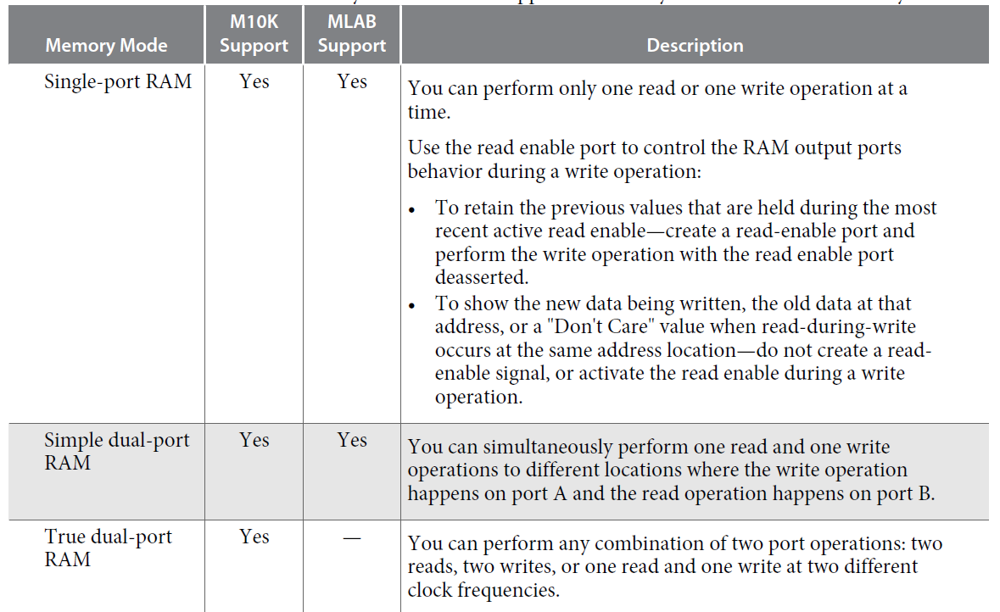 M10K MLAB
Memory Mode Support Support Description
Single-port RAM Yes Yes You can perform only one read or one write operation at a
time.
Use the read enable port to control the RAM output ports
behavior during a write operation:
• To retain the previous values that are held during the most
recent active read enable—create a read-enable port and
perform the write operation with the read enable port
deasserted.
• To show the new data being written, the old data at that
address, or a "Don't Care" value when read-during-write
occurs at the same address location—do not create a read-
enable signal, or activate the read enable during a write
operation.
Simple dual-port Yes Yes You can simultaneously perform one read and one write
RAM operations to different locations where the write operation
happens on port A and the read operation happens on port B.
True dual-port Yes — You can perform any combination of two port operations: two
RAM reads, two writes, or one read and one write at two different
clock frequencies.